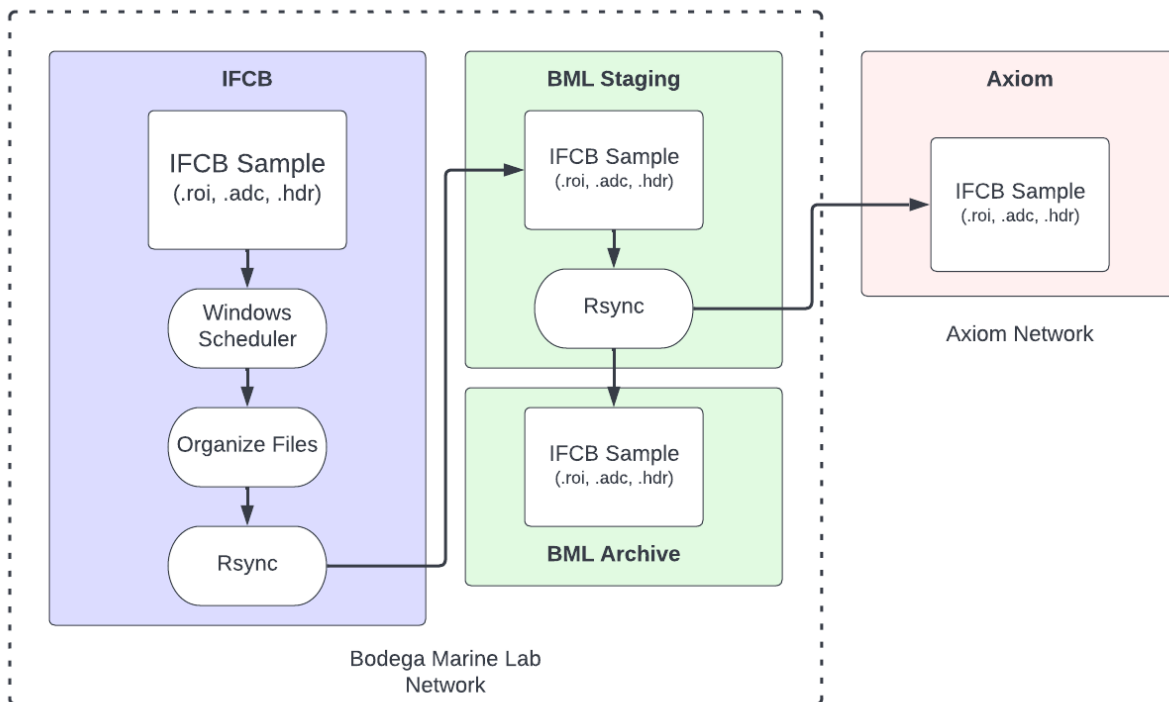 IFCB
IFCB Sample
(.roi, .adc, .hdr)
Windows
Scheduler
Organize Files
Rsync
BML Staging
IFCB Sample
(.roi, .adc, .hdr)
Rsync
IFCB Sample
(.roi, .adc, .hdr)
BML Archive
Bodega Marine Lab
Network
Axiom
IFCB Sample
(.roi, .adc, .hdr)
Axiom Network